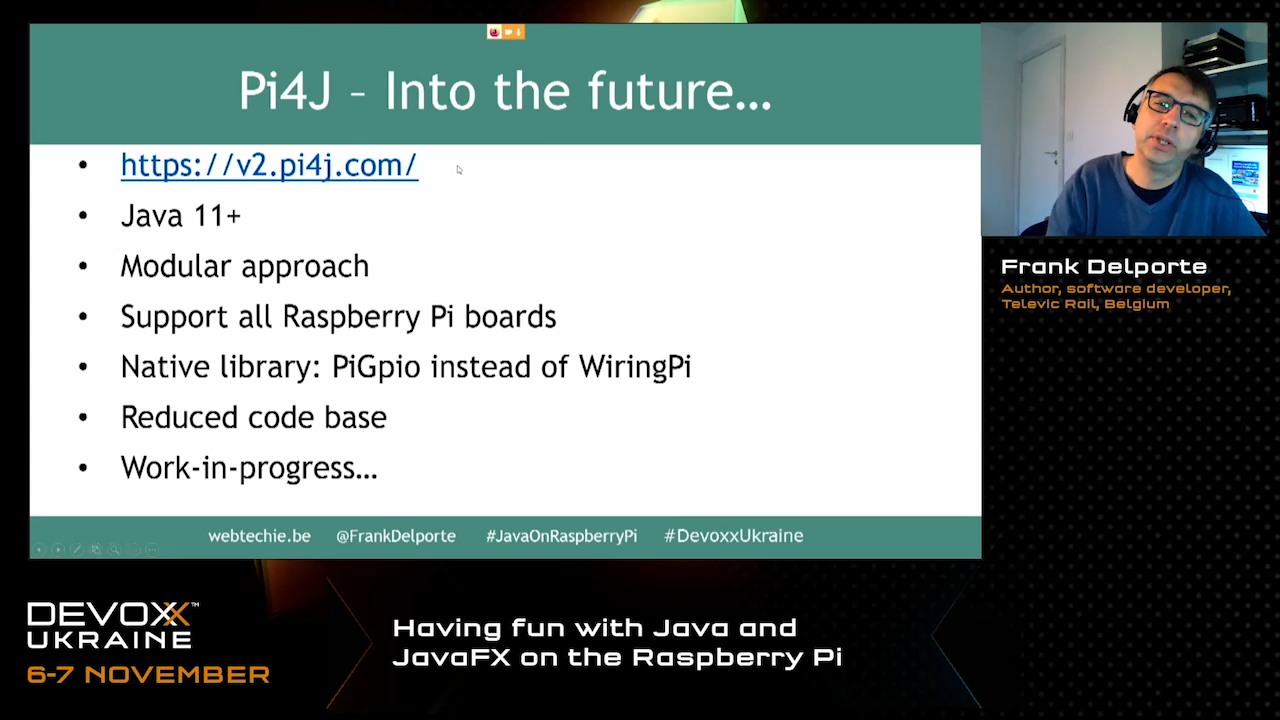 Pi4J – Into the future…
• https://v2.pi4j.com/
• Java 11+
• Modular approach
• Support all Raspberry Pi boards
• Native library: PiGpio instead of WiringPi
• Reduced code base
• Work-in-progress…
webtechie.be @FrankDelporte #JavaOnRaspberryPi #DevoxxUkraine
Frank Delporte
Author, software developer,
Televic Rail, Belgium
DEVOXX™
UKRAINE
6-7 NOVEMBER
Having fun with Java and
JavaFX on the Raspberry Pi